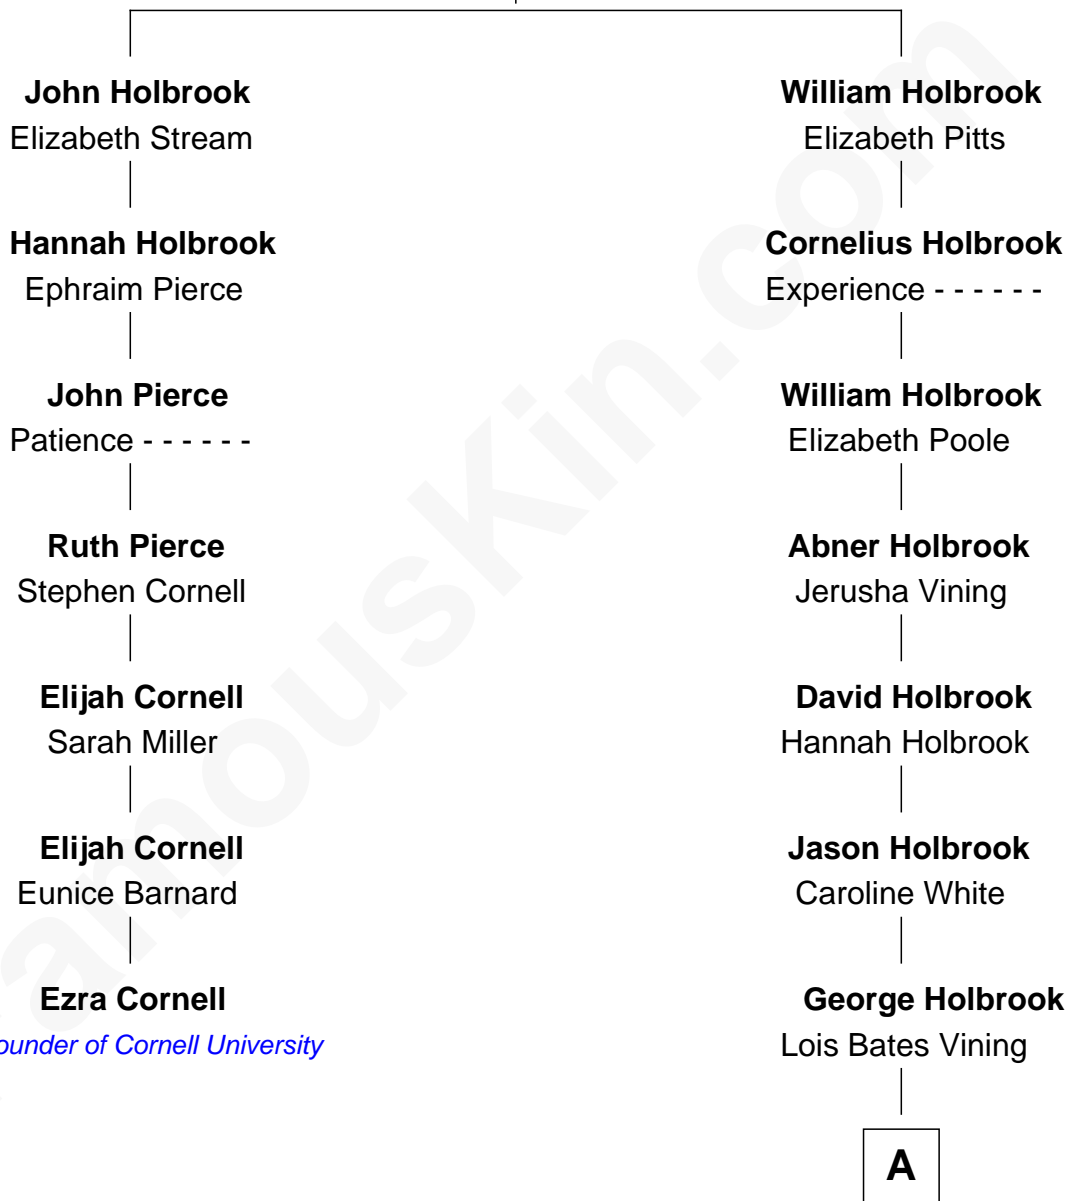 John Holbrook
Elizabeth Stream
Hannah Holbrook
Ephraim Pierce
John Pierce
Patience - - - - - -
Ruth Pierce
Stephen Cornell
Elijah Cornell
Sarah Miller
Elijah Cornell
Eunice Barnard
Ezra Cornell
ounder of Cornell University
William Holbrook
Elizabeth Pitts
Cornelius Holbrook
Experience - - - - - -
William Holbrook
Elizabeth Poole
Abner Holbrook
Jerusha Vining
David Holbrook
Hannah Holbrook
Jason Holbrook
Caroline White
George Holbrook
Lois Bates Vining
A
amouskin.com